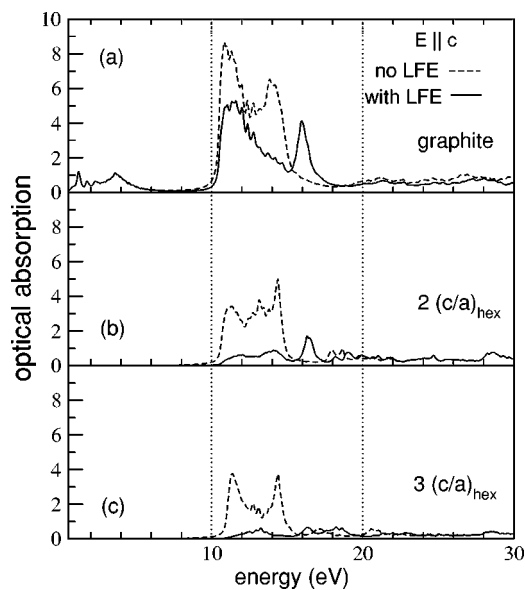 10
(a)
E || c
no LFE
with LFE
graphite
8
6
4
2
0
8
6
4
2
0
(b)
2 (c/a)hex
8
6
4
2
0
(c)
3 (c/a)hex
optical absorption
10
20
30
energy (eV)